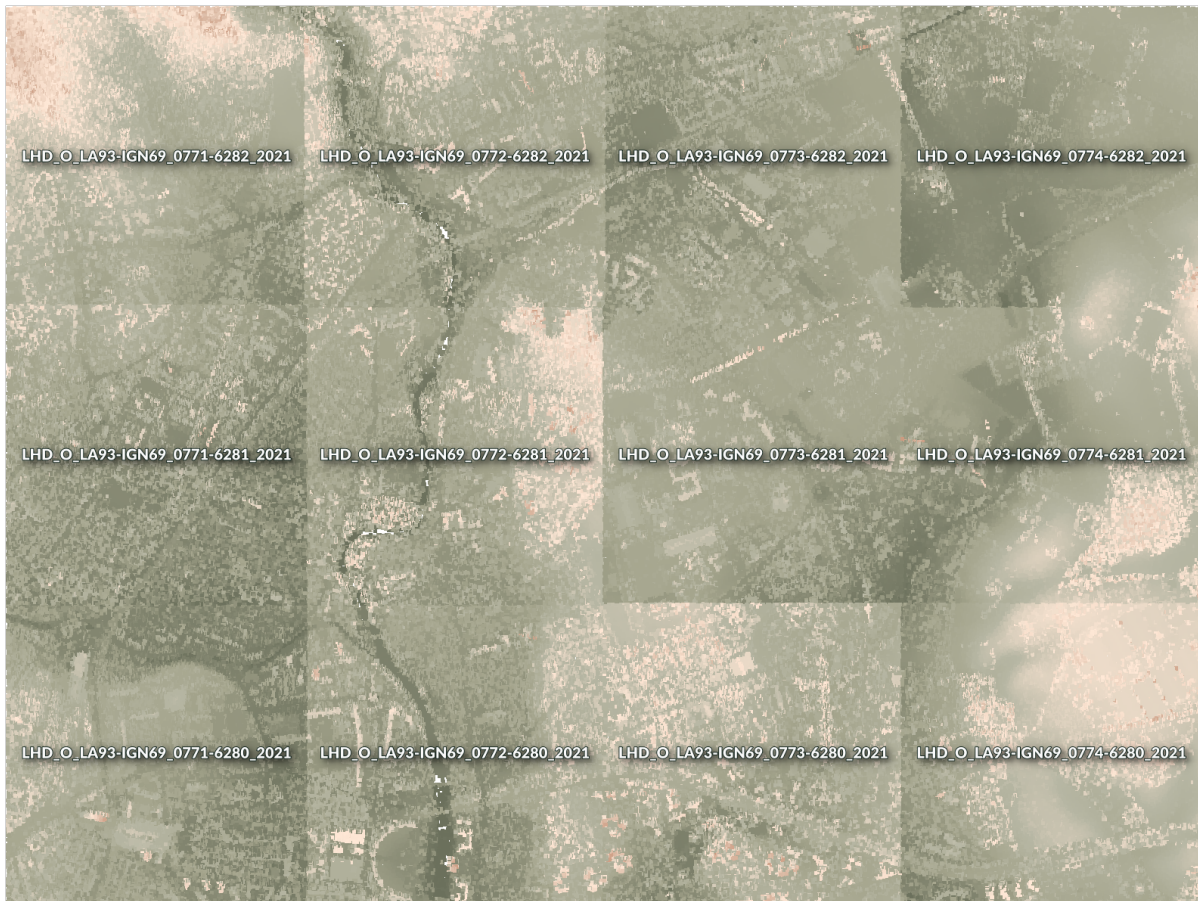 LHD_O_LA93-IGN69_0771-6282_2021
LHD_O_LA93-IGN69_0772-6282_2021
LHD_O_LA93-IGN69_0773-6282_2021
LHD_O_LA93-IGN69_0774-6282_2021
LHD_O_LA93-IGN69_0771-6281_2021
LHD_O_LA93-IGN69_0772-6281_2021
LHD_O_LA93-IGN69_0773-6281_2021
LHD_O_LA93-IGN69_0774-6281_2021
LHD_O_LA93-IGN69_0771-6280_2021
LHD_O_LA93-IGN69_0772-6280_2021
LHD_O_LA93-IGN69_0773-6280_2021
LHD_O_LA93-IGN69_0774-6280_2021